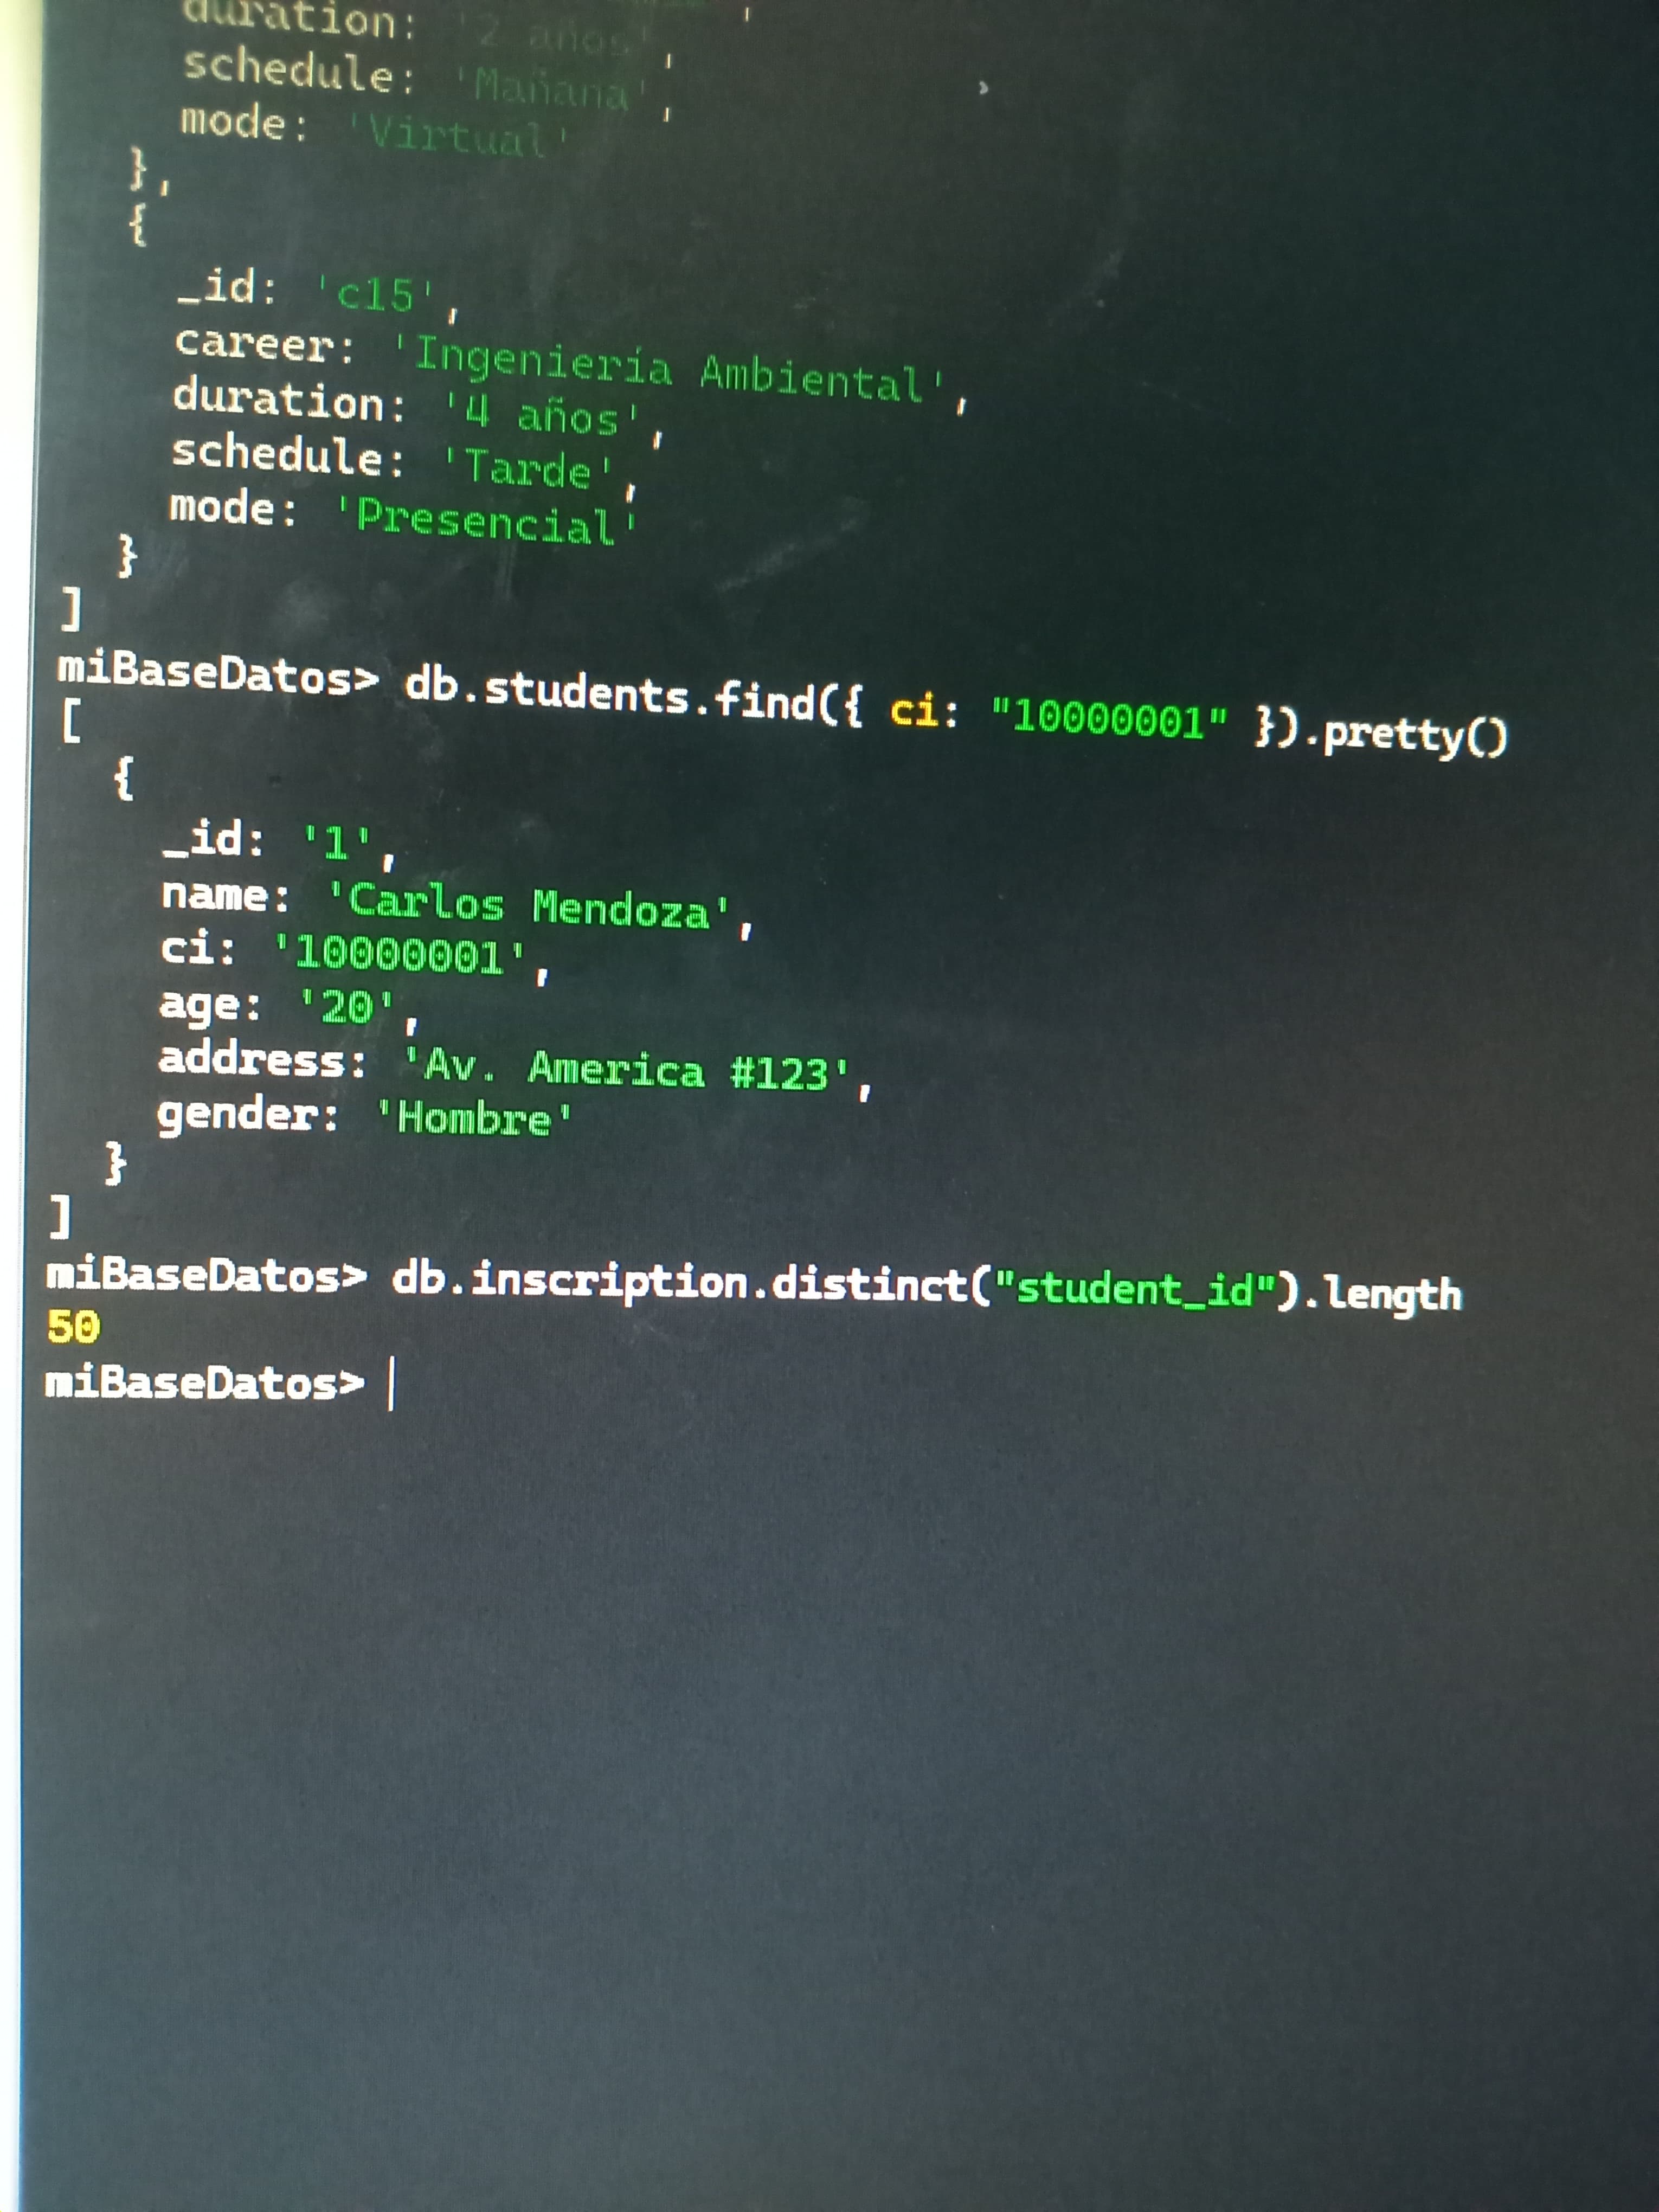 duration: '2 años',
schedule: 'Mañana',
mode: 'Virtual'
},
{
_id: 'c15',
career: 'Ingeniería Ambiental',
duration: '4 años',
schedule: 'Tarde',
mode: 'Presencial'
}
]
miBaseDatos> db.students.find({ ci: "10000001" }).pretty()
[
{
_id: '1',
name: 'Carlos Mendoza',
ci: '10000001',
age: '20',
address: 'Av. America #123',
gender: 'Hombre'
}
]
miBaseDatos> db.inscription.distinct("student_id").length
50
miBaseDatos>